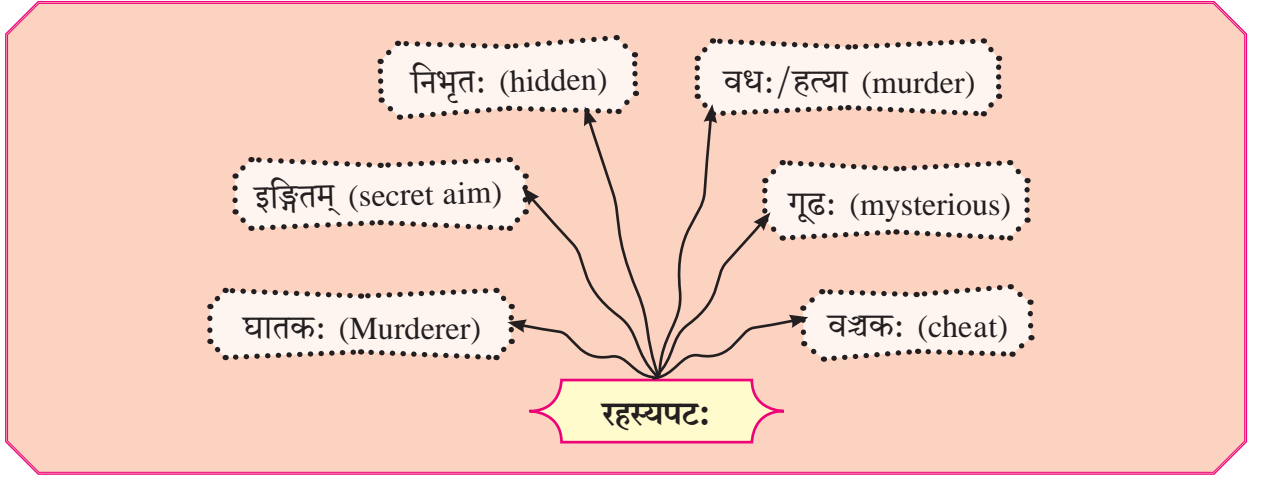 निभृतः (hidden)
वधः/हत्या (murder)
इङ्गितम् (secret aim)
गूढः (mysterious)
घातकः (Murderer)
वञ्चकः (cheat)
रहस्यपटः